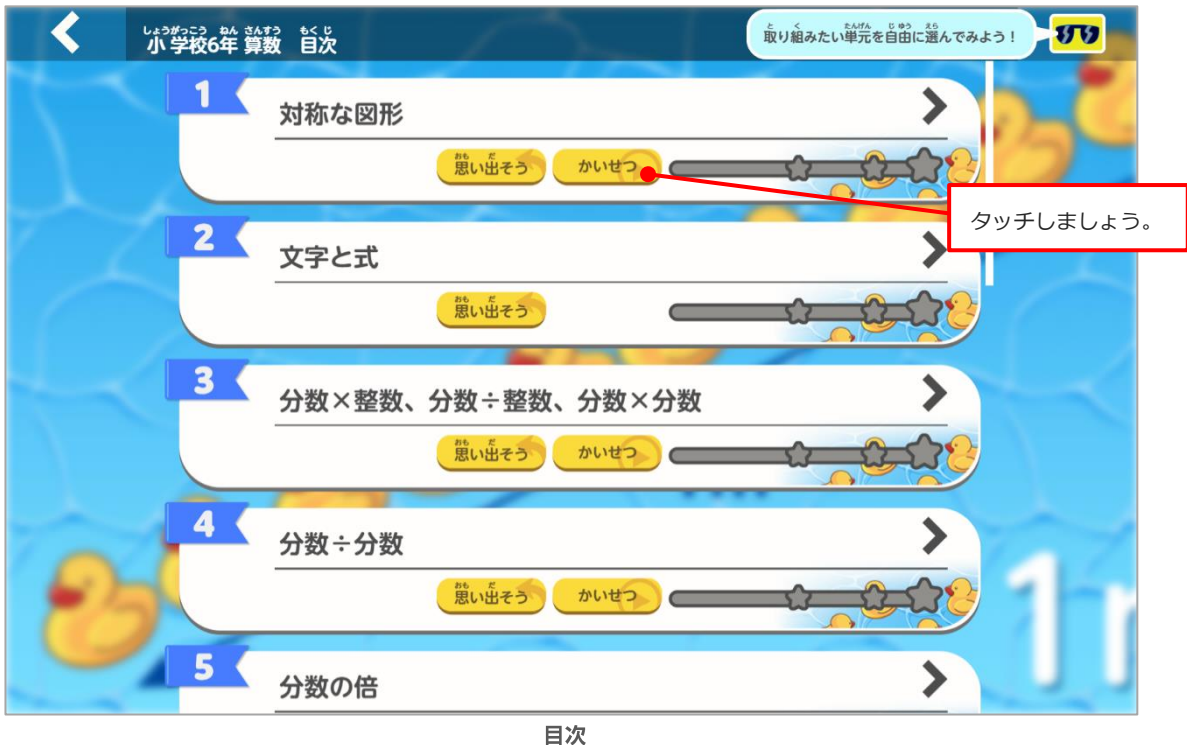 しょうがっこう ねん さんすう もくじ
小学校6年 算数 目次
と く たんげん じゆう えら
取り組みたい単元を自由に選んでみよう!
1
対称な図形
おも だ
思い出そう かいせつ
タッチしましょう。
2
文字と式
おも だ
思い出そう
3
分数×整数、分数÷整数、分数×分数
おも だ
思い出そう かいせつ
4
分数÷分数
おも だ
思い出そう かいせつ
5
分数の倍
目次